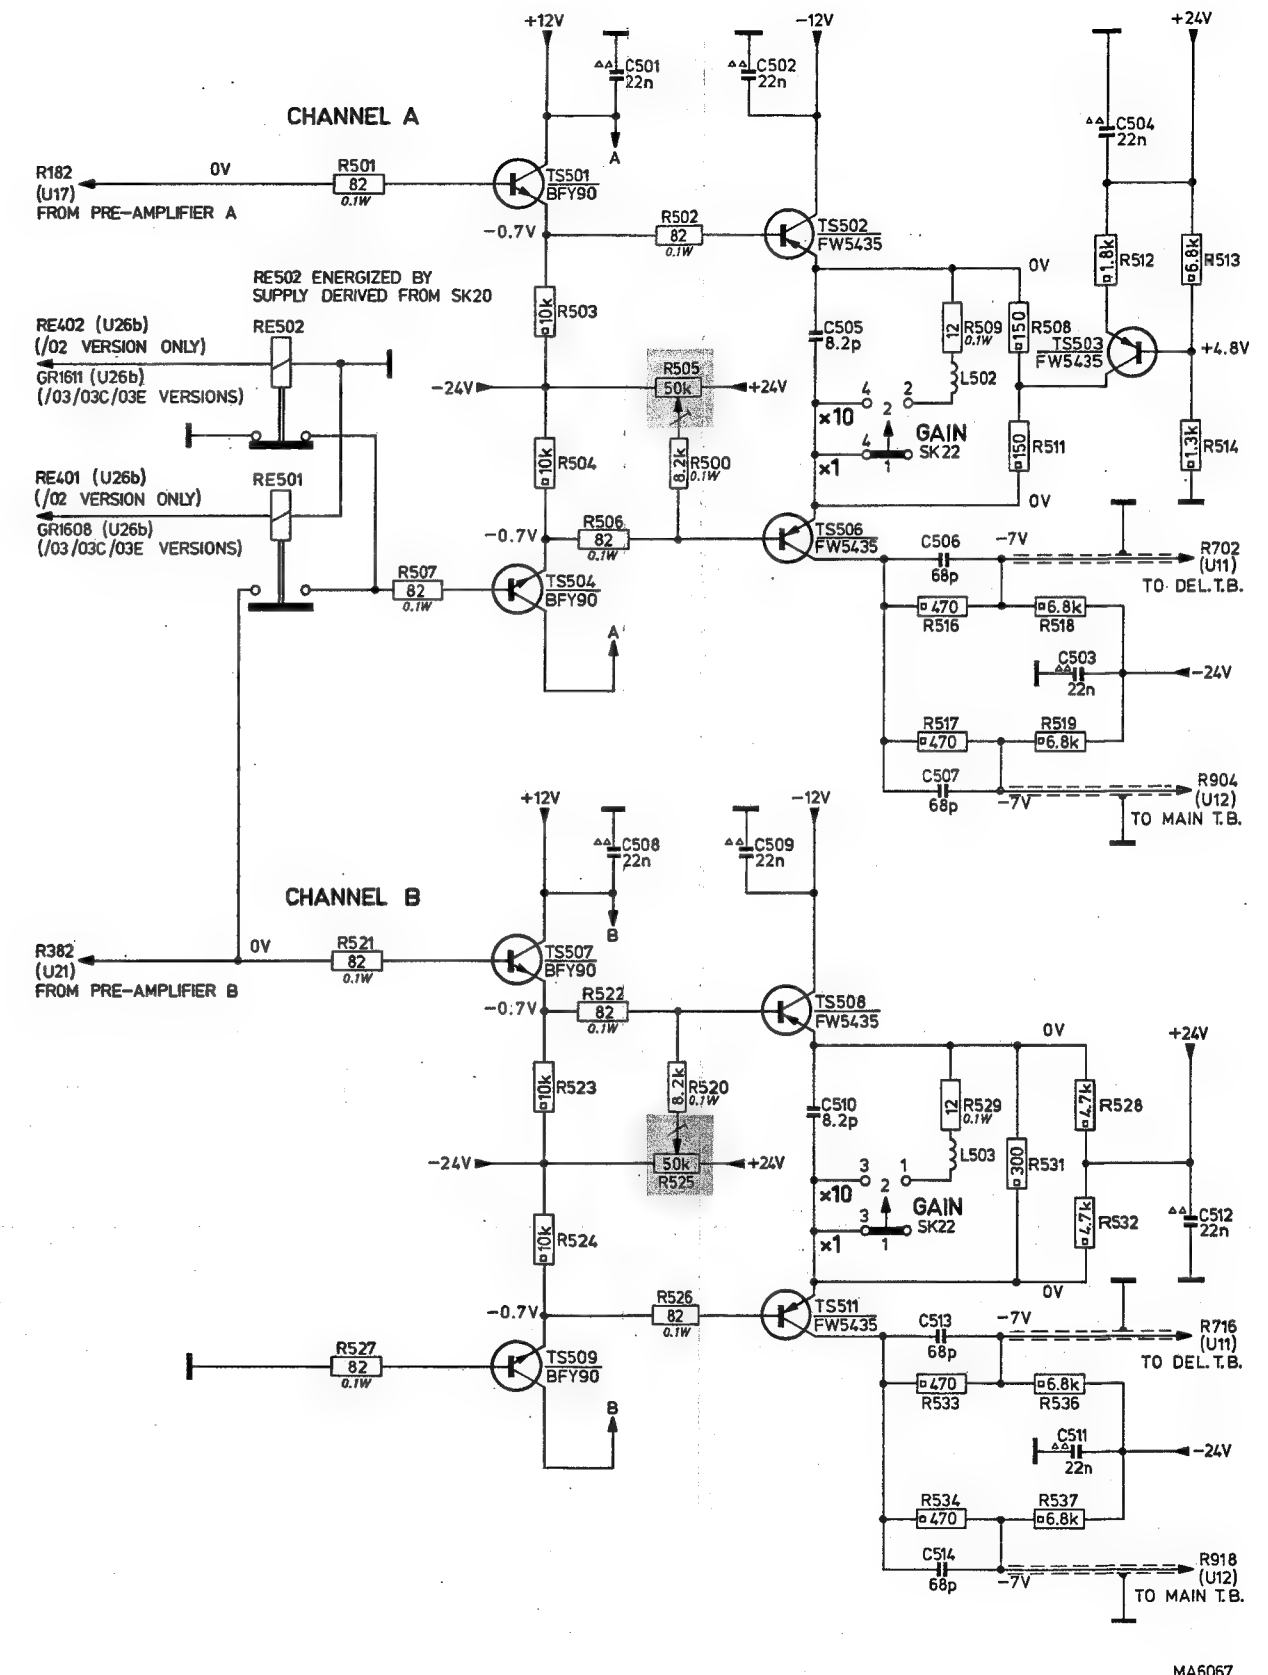 +12V
-12V
+24V
C501
22n
C502
22n
C504
22n
CHANNEL A
A
R182
(U17)
FROM PRE-AMPLIFIER A
0V
R501
82
0.1W
TS501
BFY90
-0.7V
R502
82
0.1W
TS502
FW5435
1.8k
R512
6.8k
R513
0V
RE502 ENERGIZED BY
SUPPLY DERIVED FROM SK20
RE402 (U26b)
(/02 VERSION ONLY)
GR1611 (U26b)
(/03/03C/03E VERSIONS)
RE502
10k
R503
C505
8.2p
12
R509
0.1W
150
R508
TS503
FW5435
+4.8V
-24V
R505
50k
+24V
L502
4
2
×10
2
GAIN
SK22
4
×1
1
10k
R504
8.2k
R500
0.1W
150
R511
1.3k
R514
RE401 (U26b)
(/02 VERSION ONLY)
GR1608 (U26b)
(/03/03C/03E VERSIONS)
RE501
0V
-0.7V
R506
82
0.1W
TS506
FW5435
C506
68p
-7V
R702
(U11)
TO DEL.T.B.
R507
82
0.1W
TS504
BFY90
470
R516
6.8k
R518
A
C503
22n
-24V
R517
470
R519
6.8k
C507
68p
-7V
R904
(U12)
TO MAIN T.B.
+12V
-12V
C508
22n
C509
22n
CHANNEL B
B
R382
(U21)
FROM PRE-AMPLIFIER B
0V
R521
82
0.1W
TS507
BFY90
-0.7V
R522
82
0.1W
TS508
FW5435
0V
+24V
10k
R523
8.2k
R520
0.1W
C510
8.2p
12
R529
0.1W
4.7k
R528
-24V
50k
R525
+24V
L503
300
R531
3
1
×10
2
GAIN
SK22
3
×1
1
4.7k
R532
C512
22n
10k
R524
0V
-0.7V
R526
82
0.1W
TS511
FW5435
C513
68p
-7V
R716
(U11)
TO DEL.T.B.
R527
82
0.1W
TS509
BFY90
470
R533
6.8k
R536
B
C511
22n
-24V
R534
470
R537
6.8k
C514
68p
-7V
R918
(U12)
TO MAIN T.B.
MA6067